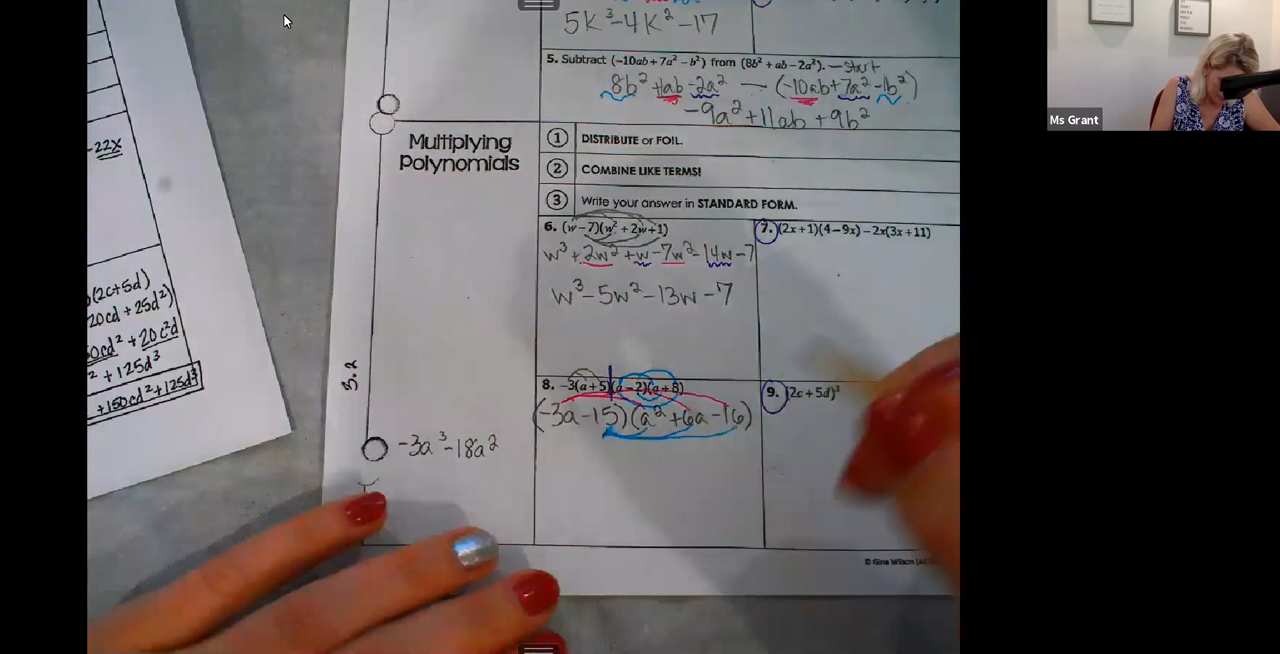 5k³-4k²-17
5. Subtract (-10ab + 7a² - b²) from (8b² + ab - 2a²). - start
8b² + 1ab - 2a² - (-10ab + 7a² - 1b²)
-9a² + 11ab + 9b²
Multiplying
Polynomials
① DISTRIBUTE or FOIL.
② COMBINE LIKE TERMS!
③ Write your answer in STANDARD FORM.
6. (w - 7)(w² + 2w + 1)
w³ + 2w² + w - 7w² - 14w - 7
w³ - 5w² - 13w - 7
7. (2x + 1)(4 - 9x) - 2x(3x + 11)
8. -3(a + 5)(a - 2)(a + 8)
(-3a - 15)(a² + 6a - 16)
-3a³ - 18a²
9. (2c + 5d)³
3.2
© Gina Wilson
-22x
(2c+5d)
20cd + 25d²)
50cd² + 20c²d
² + 125d³
+150cd² + 125d³
Ms Grant